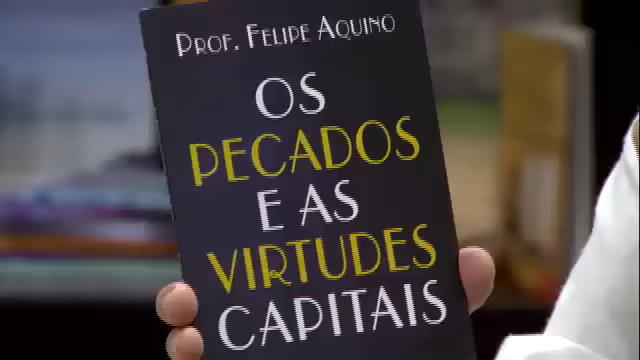 PROF. FELIPE AQUINO
OS
PECADOS
E AS
VIRTUDES
CAPITAIS